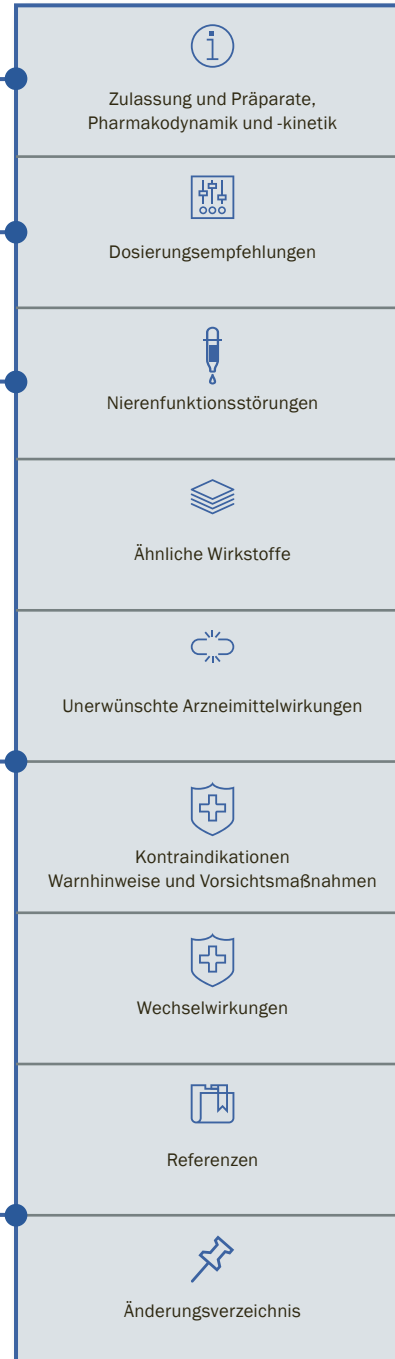 Zulassung und Präparate,
Pharmakodynamik und -kinetik
Dosierungsempfehlungen
Nierenfunktionsstörungen
Ähnliche Wirkstoffe
Unerwünschte Arzneimittelwirkungen
Kontraindikationen
Warnhinweise und Vorsichtsmaßnahmen
Wechselwirkungen
Referenzen
Änderungsverzeichnis